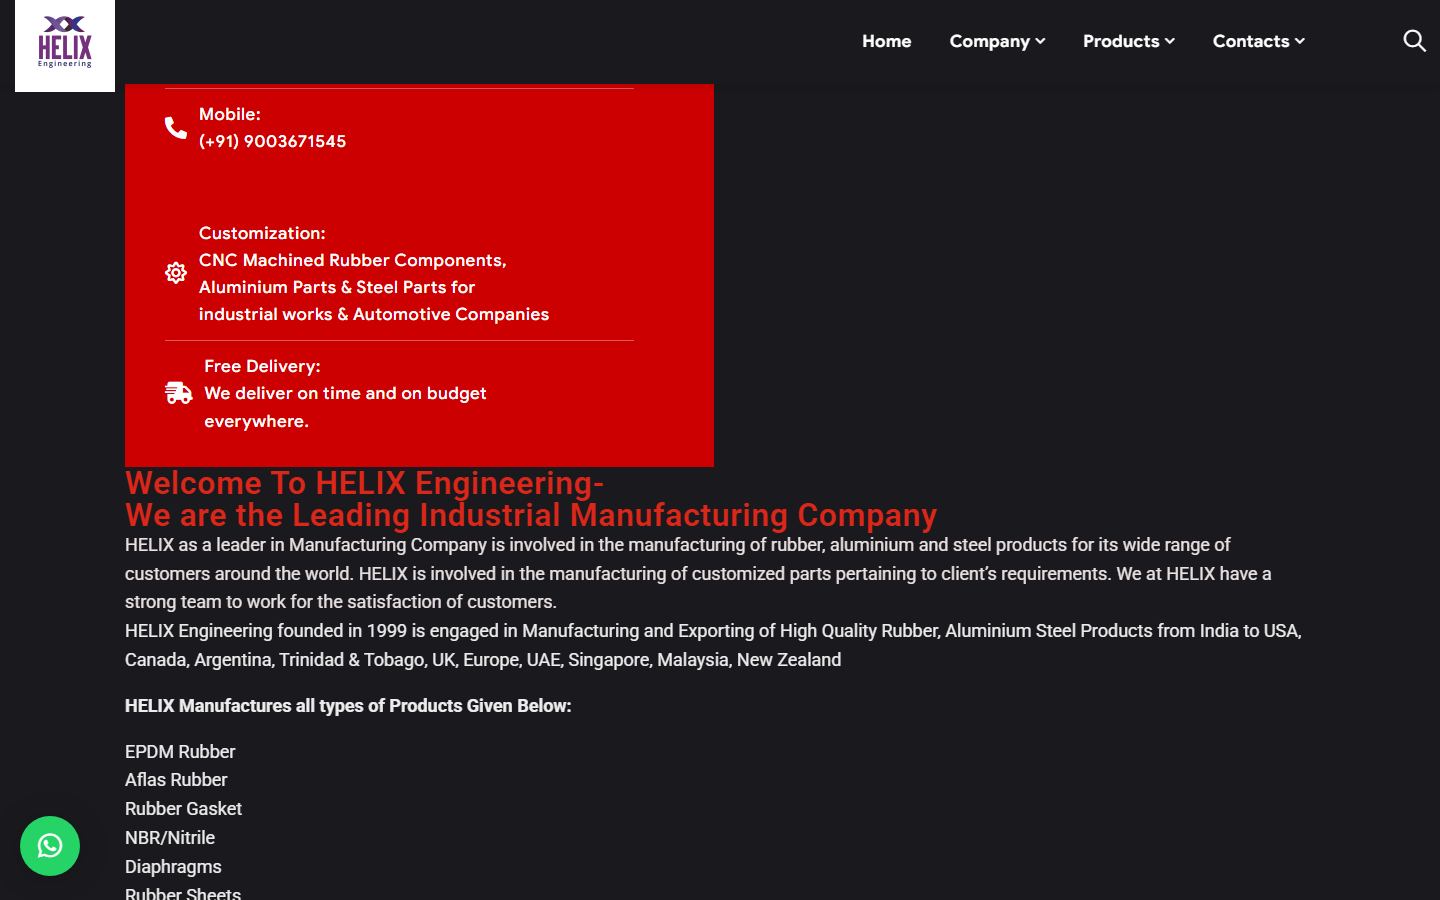 HELIX
Engineering
Home
Company
Products
Contacts
Mobile:
(+91) 9003671545
Customization:
CNC Machined Rubber Components,
Aluminium Parts & Steel Parts for
industrial works & Automotive Companies
Free Delivery:
We deliver on time and on budget
everywhere.
Welcome To HELIX Engineering-
We are the Leading Industrial Manufacturing Company
HELIX as a leader in Manufacturing Company is involved in the manufacturing of rubber, aluminium and steel products for its wide range of
customers around the world. HELIX is involved in the manufacturing of customized parts pertaining to client’s requirements. We at HELIX have a
strong team to work for the satisfaction of customers.
HELIX Engineering founded in 1999 is engaged in Manufacturing and Exporting of High Quality Rubber, Aluminium Steel Products from India to USA,
Canada, Argentina, Trinidad & Tobago, UK, Europe, UAE, Singapore, Malaysia, New Zealand
HELIX Manufactures all types of Products Given Below:
EPDM Rubber
Aflas Rubber
Rubber Gasket
NBR/Nitrile
Diaphragms
Rubber Sheets